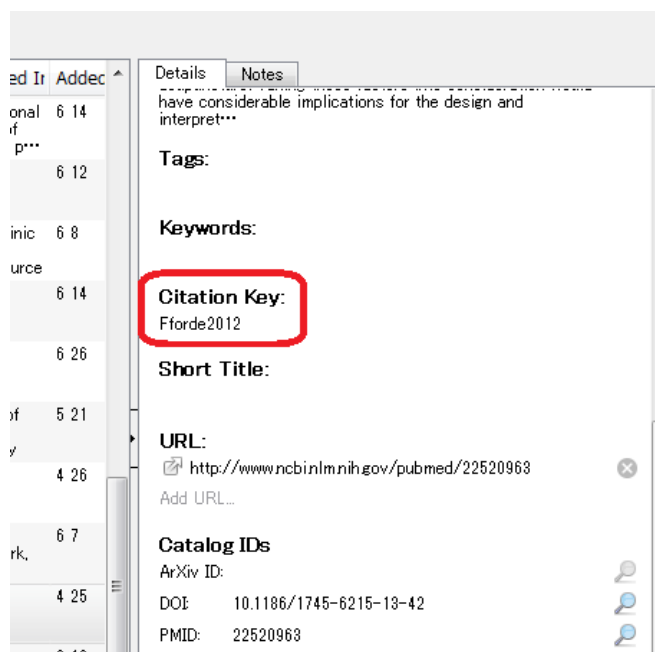 ed Ir Added
Details Notes
have considerable implications for the design and
interpret…
onal 6 14
of
p…
6 12
inic 6 8
urce
6 14
6 26
of 5 21
y
4 26
6 7
rk,
4 25
Tags:
Keywords:
Citation Key:
Fforde2012
Short Title:
URL:
http://www.ncbi.nlm.nih.gov/pubmed/22520963
Add URL...
Catalog IDs
ArXiv ID:
DOI: 10.1186/1745-6215-13-42
PMID: 22520963